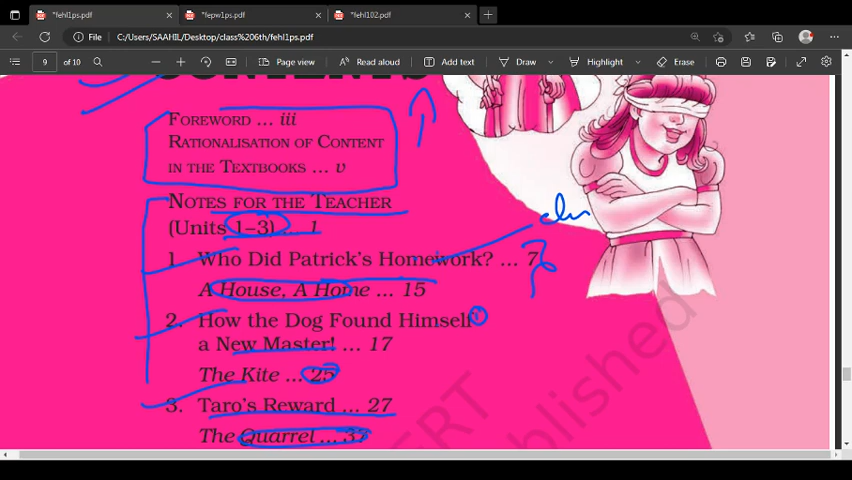 *fehl1ps.pdf
*fepw1ps.pdf
*fehl102.pdf
File C:/Users/SAAHIL/Desktop/class%206th/fehl1ps.pdf
9 of 10 Page view Read aloud Add text Draw Highlight Erase
CONTENTS
FOREWORD ... iii
RATIONALISATION OF CONTENT
IN THE TEXTBOOKS ... v
NOTES FOR THE TEACHER
(Units 1–3) ... 1
1. Who Did Patrick's Homework? ... 7
A House, A Home ... 15
2. How the Dog Found Himself
a New Master! ... 17
The Kite ... 25
3. Taro's Reward ... 27
The Quarrel ... 37